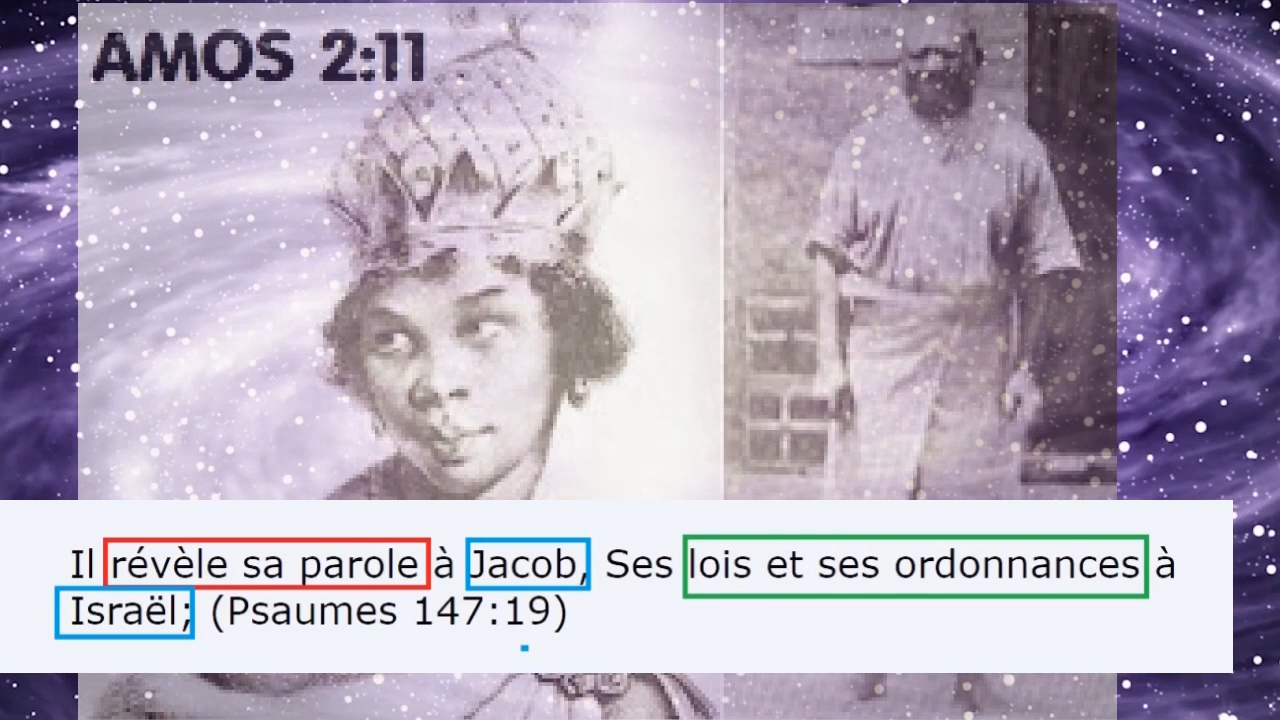 AMOS 2:11
Il révèle sa parole à Jacob, Ses lois et ses ordonnances à
Israël; (Psaumes 147:19)